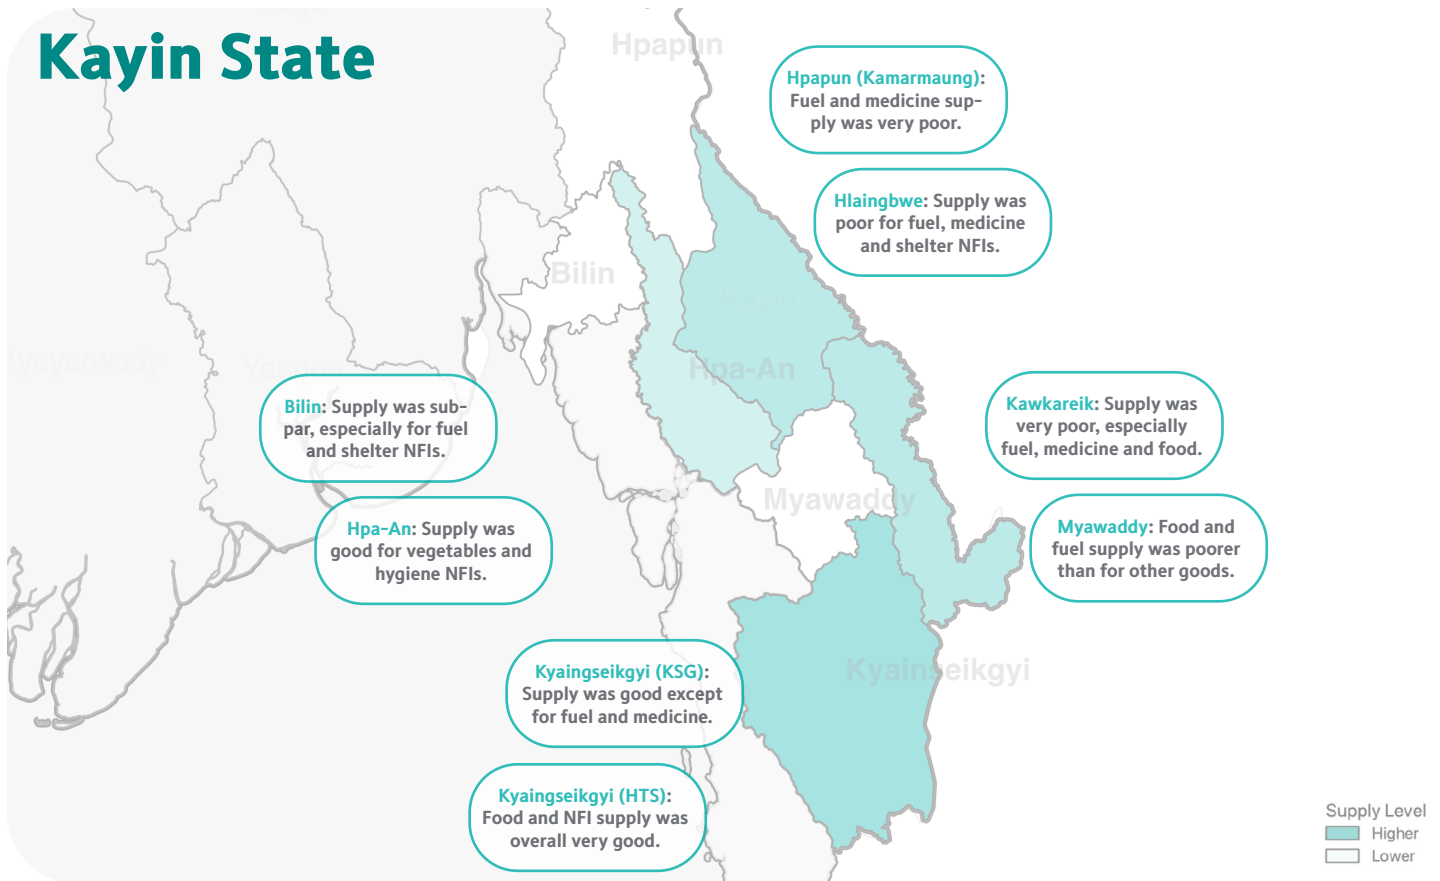 Kayin State
Hpapun
Hpapun (Kamarmaung):
Fuel and medicine sup-
ply was very poor.
Hlaingbwe: Supply was
poor for fuel, medicine
and shelter NFIs.
Bilin
Kayin
yeyarwady
Yangon
Hpa-An
Bilin: Supply was sub-
par, especially for fuel
and shelter NFIs.
Kawkareik: Supply was
very poor, especially
fuel, medicine and food.
Myawaddy
Hpa-An: Supply was
good for vegetables and
hygiene NFIs.
Myawaddy: Food and
fuel supply was poorer
than for other goods.
Kyainseikgyi
Kyaingseikgyi (KSG):
Supply was good except
for fuel and medicine.
Kyaingseikgyi (HTS):
Food and NFI supply was
overall very good.
Supply Level
Higher
Lower